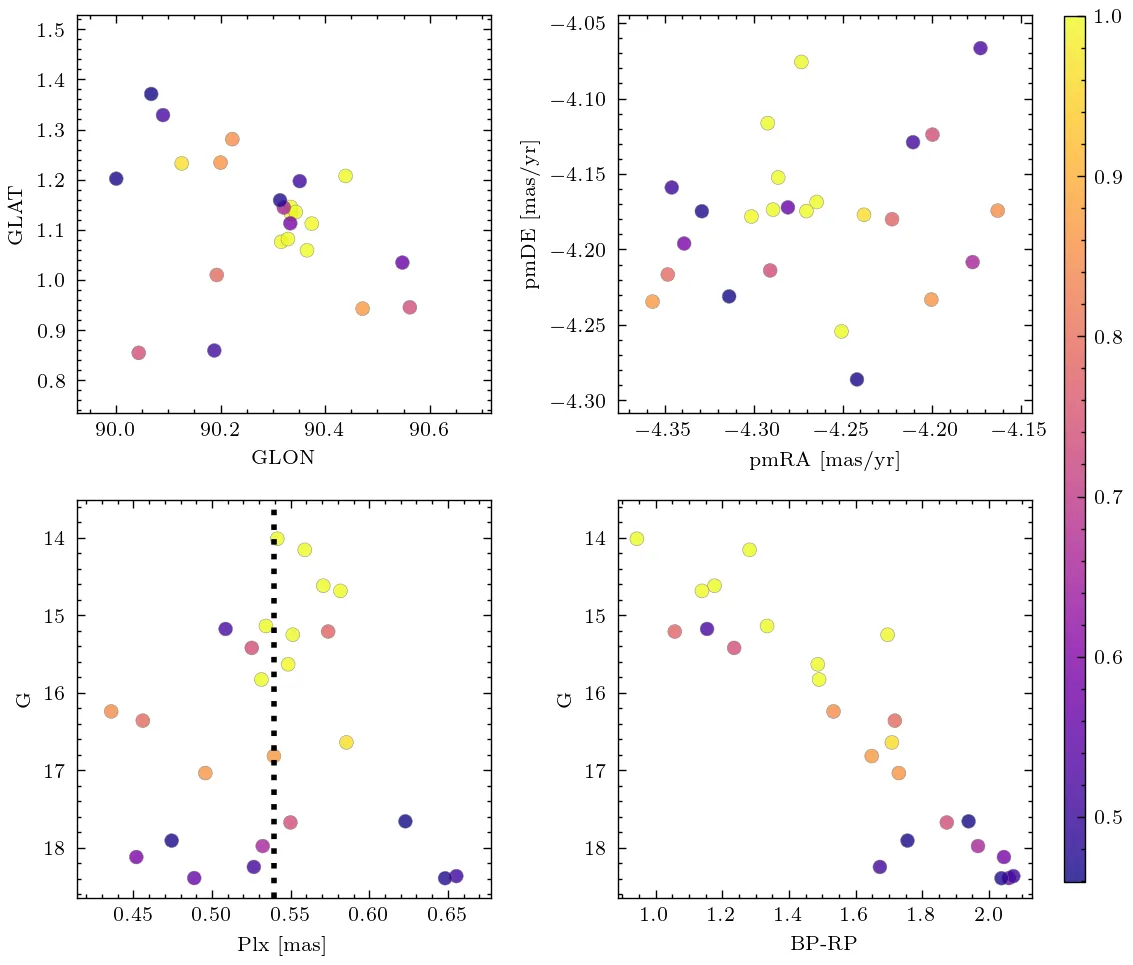 1.5
1.4
1.3
1.2
1.1
1.0
0.9
0.8
GLAT
90.0 90.2 90.4 90.6
GLON
−4.05
−4.10
−4.15
−4.20
−4.25
−4.30
pmDE [mas/yr]
−4.35 −4.30 −4.25 −4.20 −4.15
pmRA [mas/yr]
14
15
16
17
18
G
0.45 0.50 0.55 0.60 0.65
Plx [mas]
14
15
16
17
18
G
1.0 1.2 1.4 1.6 1.8 2.0
BP-RP
1.0
0.9
0.8
0.7
0.6
0.5